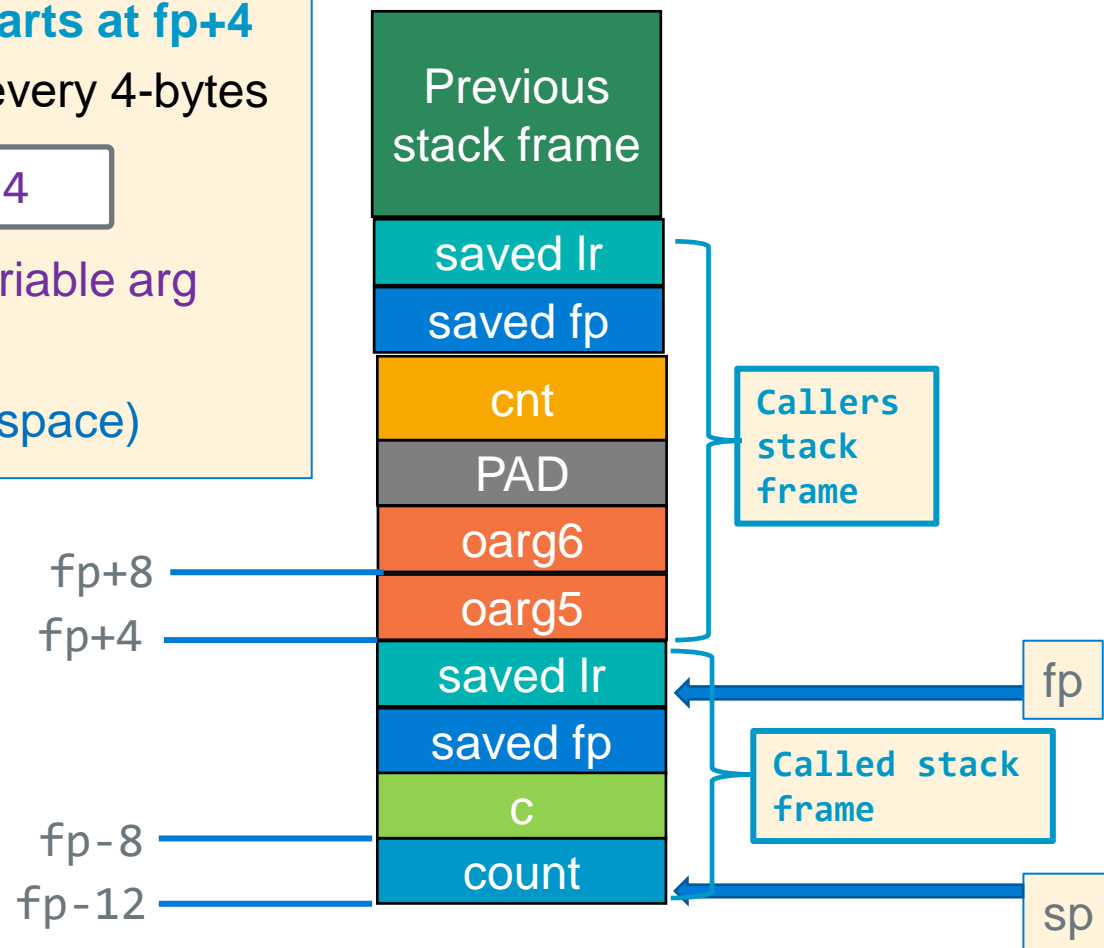 arts at fp+4
every 4-bytes
4
riable arg
space)
Previous
stack frame
saved lr
saved fp
cnt
PAD
oarg6
oarg5
saved lr
saved fp
c
count
fp+8
fp+4
fp-8
fp-12
Callers
stack
frame
Called stack
frame
fp
sp